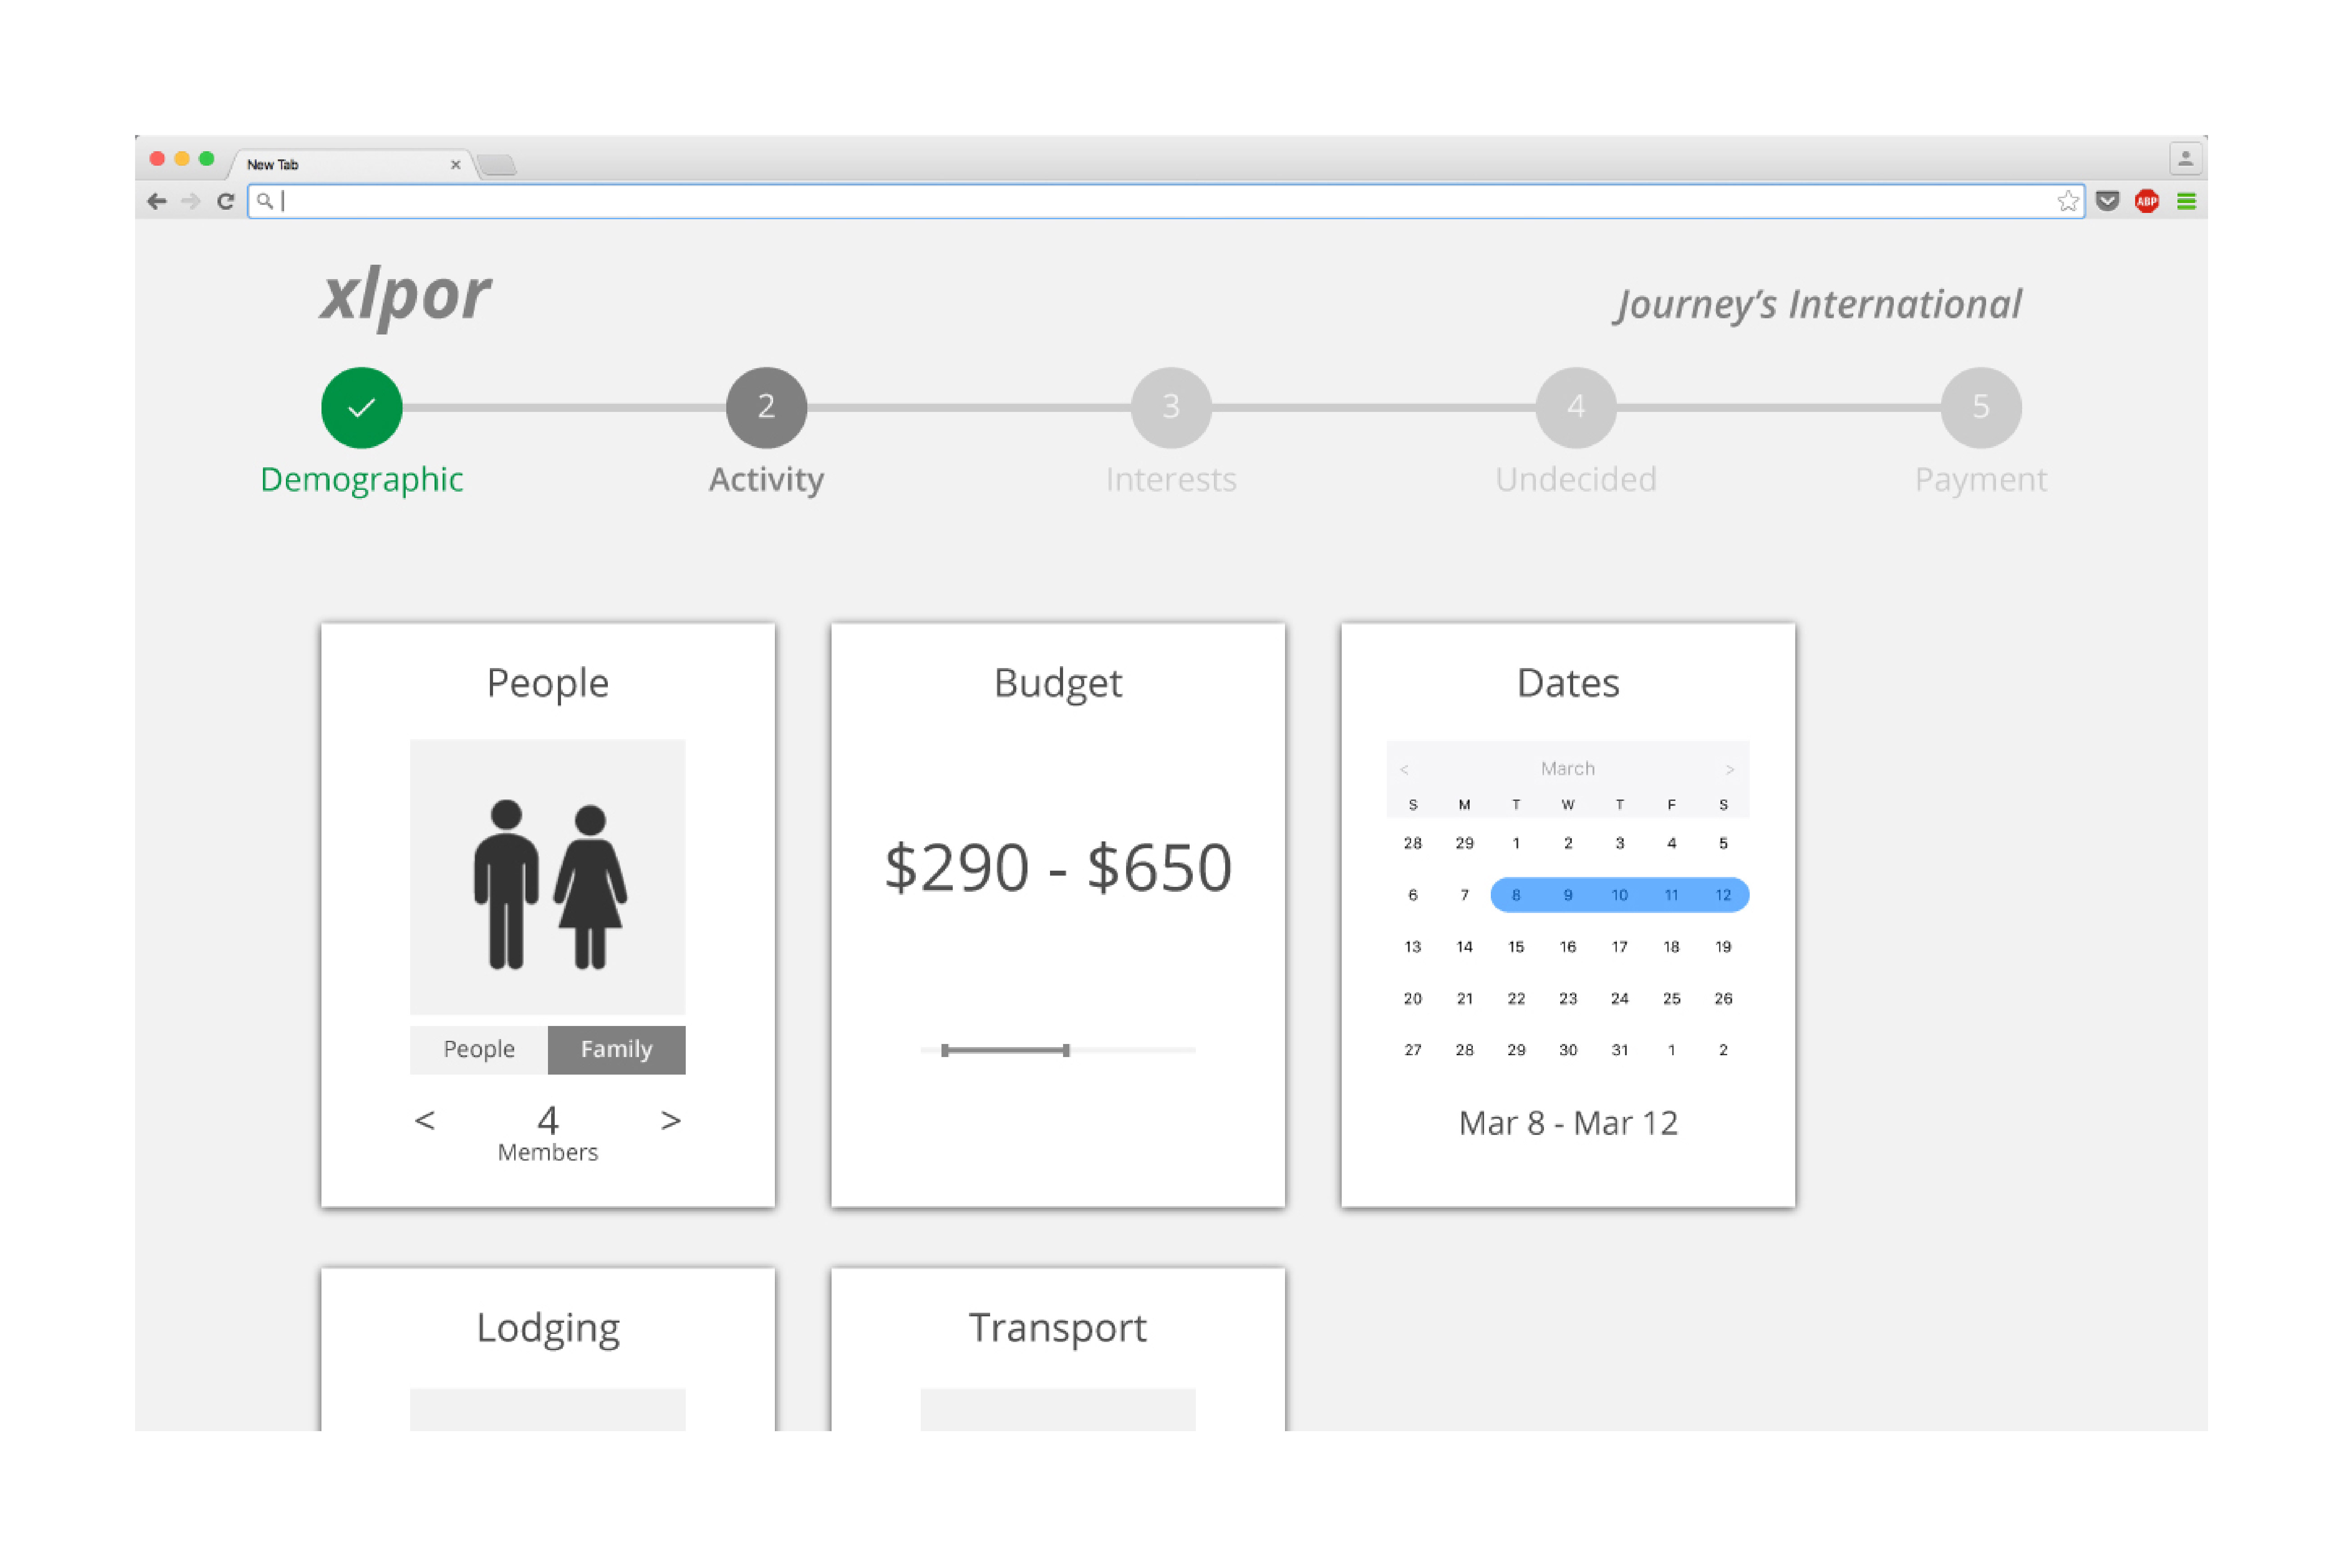 New Tab
ABP
xlpor
Journey's International
2 3 4 5
Demographic Activity Interests Undecided Payment
People
People Family
< 4 >
Members
Budget
$290 - $650
Dates
< March >
S M T W T F S
28 29 1 2 3 4 5
6 7 8 9 10 11 12
13 14 15 16 17 18 19
20 21 22 23 24 25 26
27 28 29 30 31 1 2
Mar 8 - Mar 12
Lodging
Transport